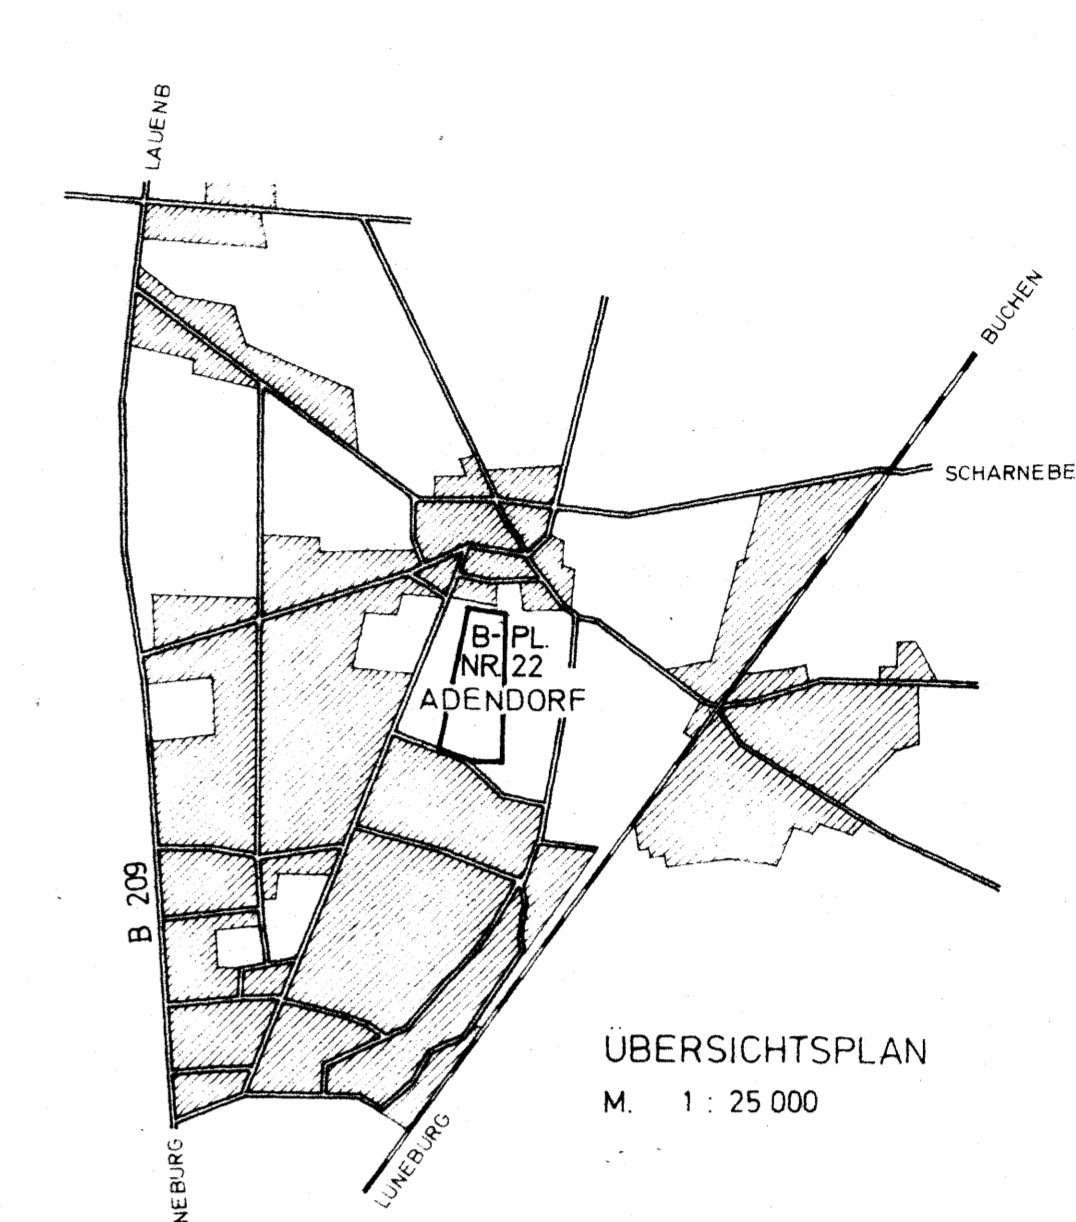 LAUENB
BUCHEN
SCHARNEBE
B-PL.
NR.22
ADENDORF
B 209
ÜBERSICHTSPLAN
M. 1 : 25 000
LÜNEBURG
NEBURG